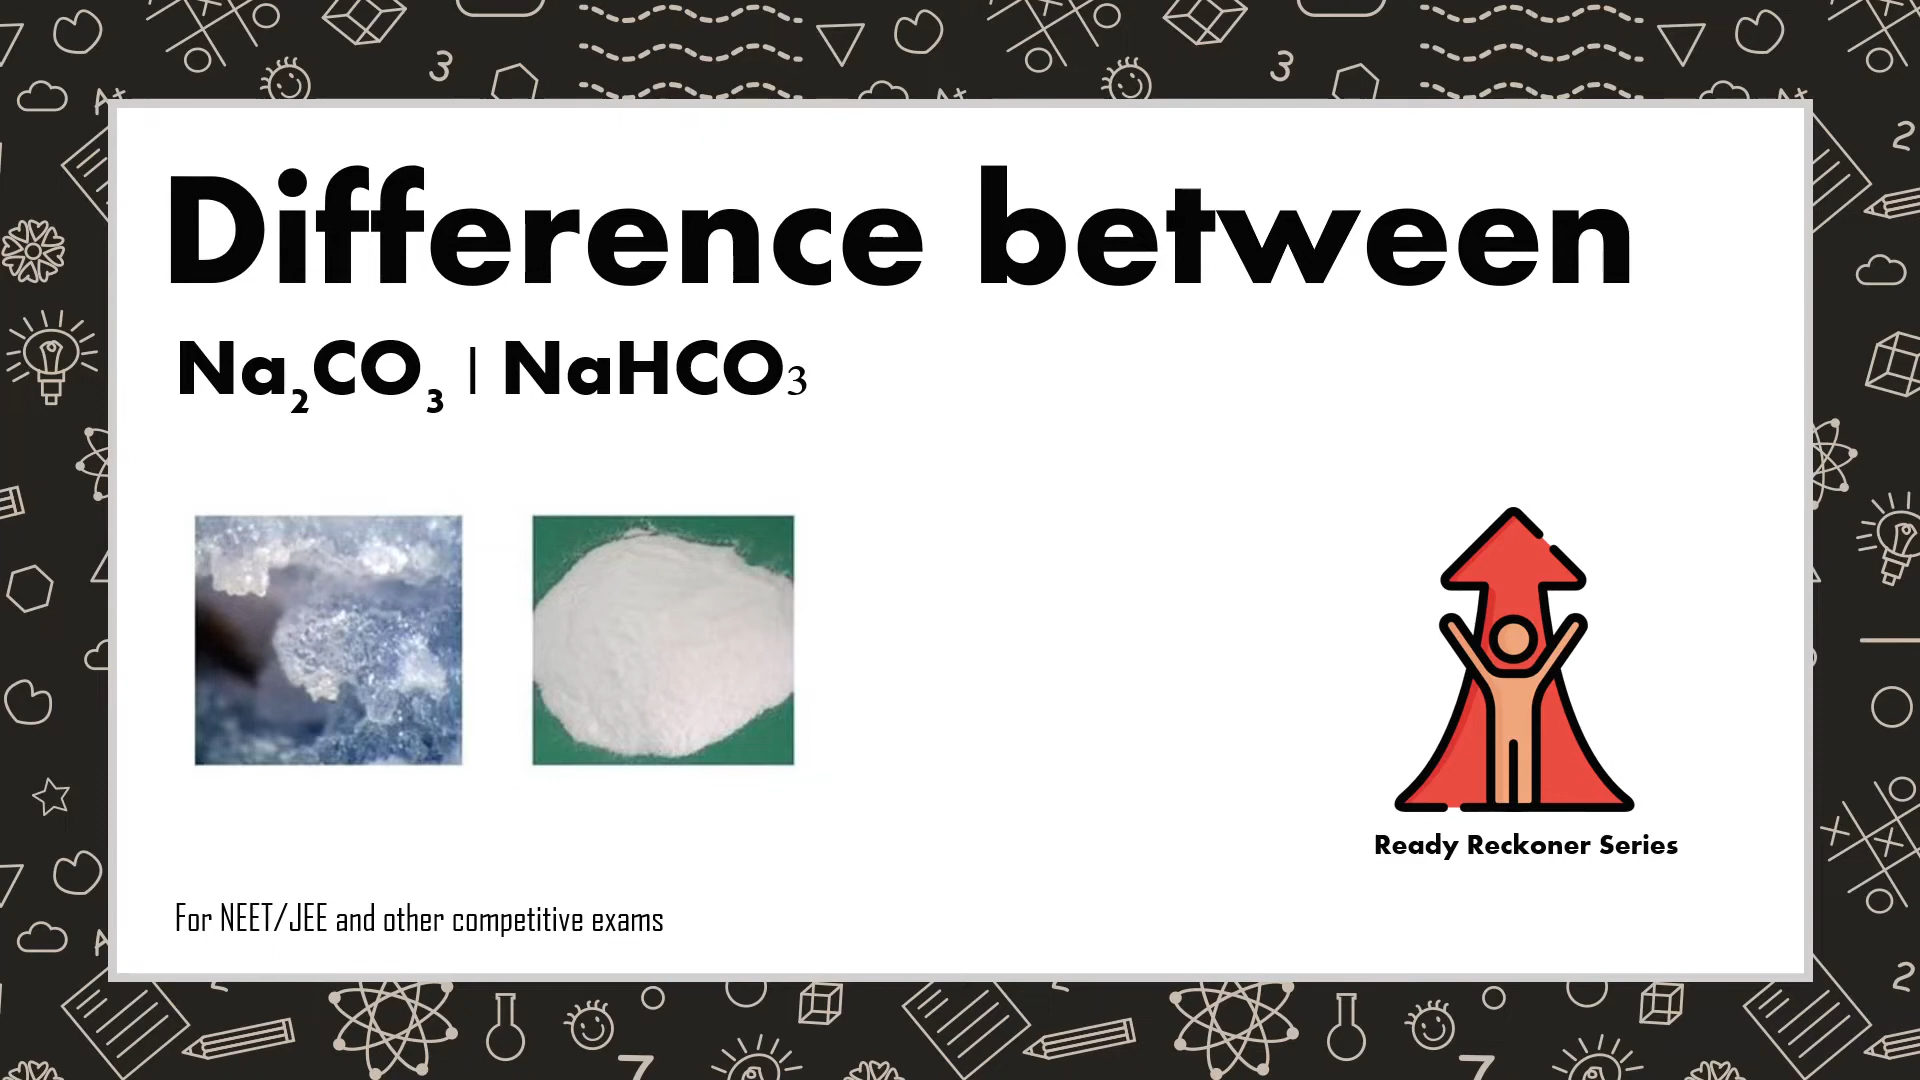 Difference between
Na₂CO₃ | NaHCO₃
Ready Reckoner Series
For NEET/JEE and other competitive exams